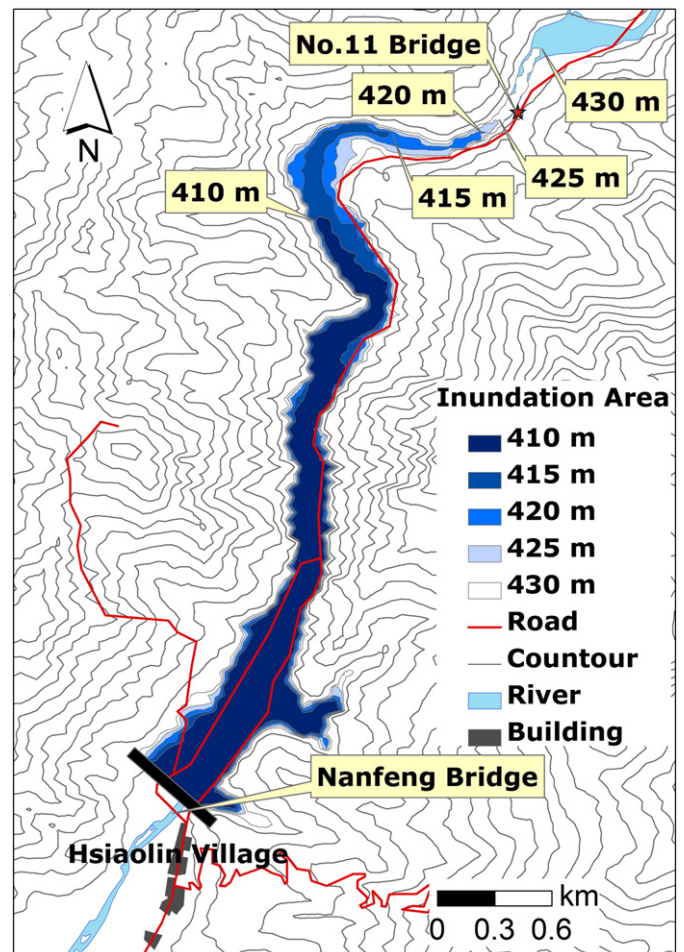 No.11 Bridge
420 m
430 m
425 m
N
410 m
415 m
Inundation Area
410 m
415 m
420 m
425 m
430 m
Road
Countour
River
Building
Nanfeng Bridge
Hsiaolin Village
km
0 0.3 0.6